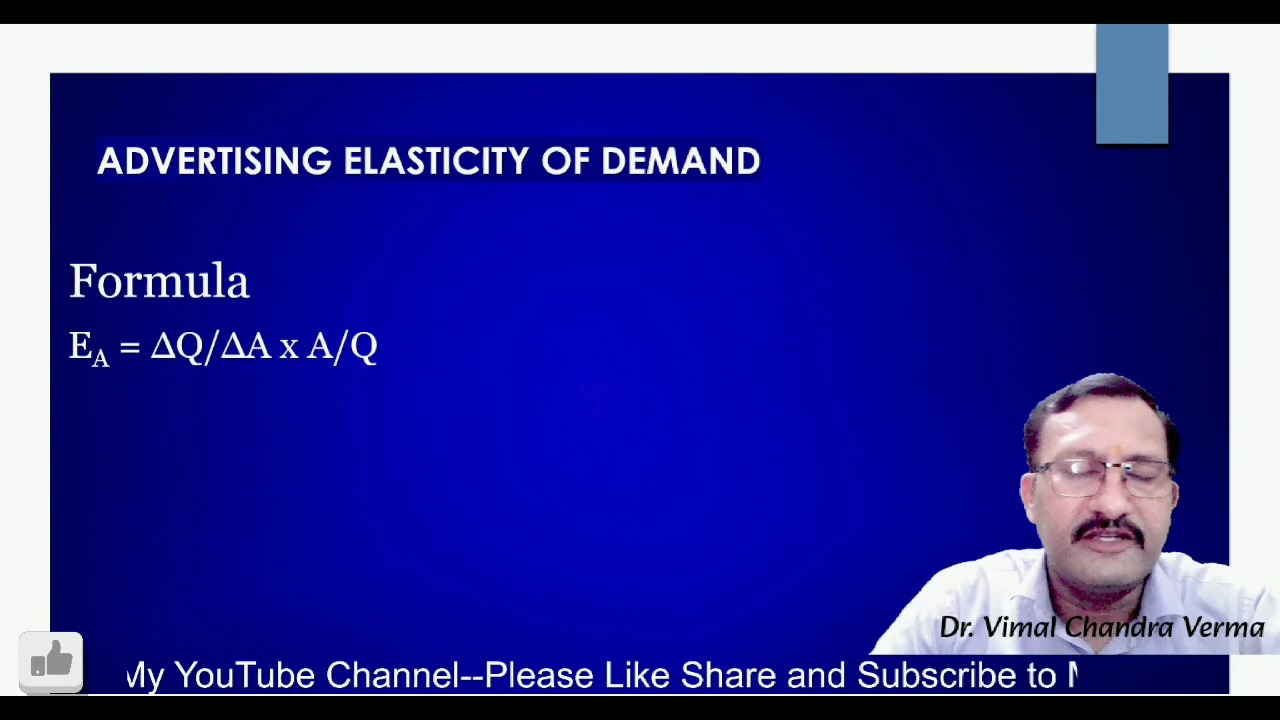 ADVERTISING ELASTICITY OF DEMAND
Formula
E_A = ΔQ/ΔA x A/Q
Dr. Vimal Chandra Verma
My YouTube Channel--Please Like Share and Subscribe to